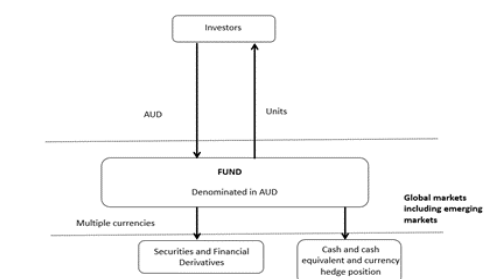 Investors
AUD
Units
FUND
Denominated in AUD
Global markets
including emerging
markets
Multiple currencies
Securities and Financial
Derivatives
Cash and cash
equivalent and currency
hedge position